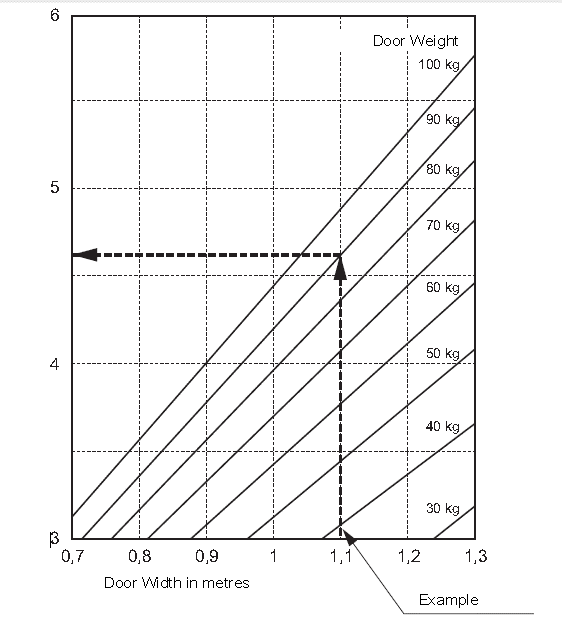 6
Door Weight
100 kg
90 kg
80 kg
5
70 kg
60 kg
50 kg
4
40 kg
30 kg
3
0,7 0,8 0,9 1 1,1 1,2 1,3
Door Width in metres
Example